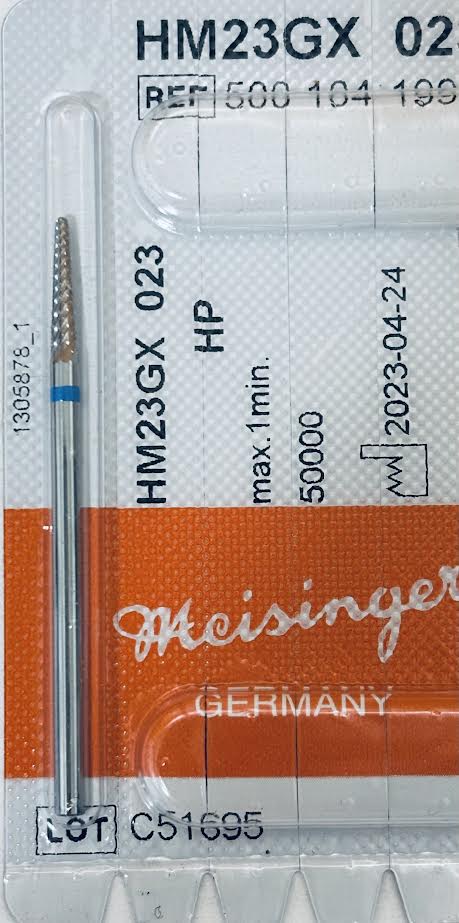 HM23GX 02
REF 500 104 199
HM23GX 023
HP
max.1min.
50000
2023-04-24
1305878_1
Meisinger
GERMANY
LOT C51695